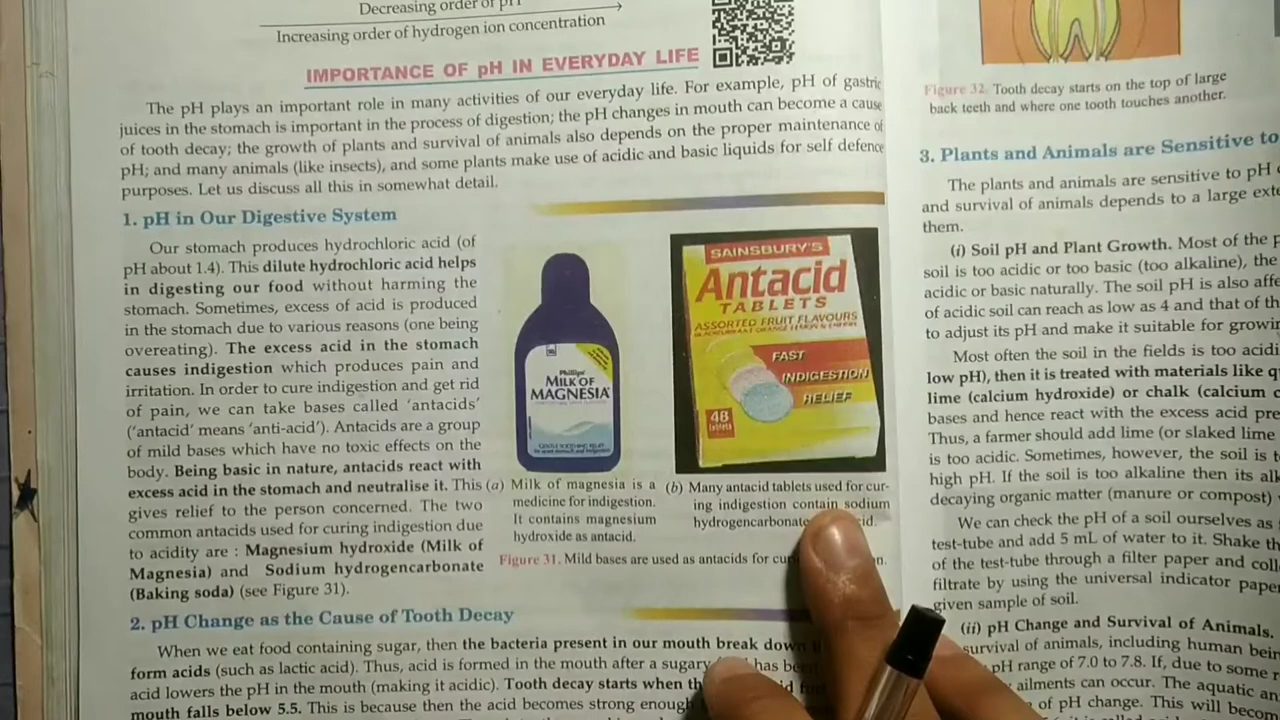 Decreasing order of pH
Increasing order of hydrogen ion concentration
IMPORTANCE OF pH IN EVERYDAY LIFE
The pH plays an important role in many activities of our everyday life. For example, pH of gastric
juices in the stomach is important in the process of digestion; the pH changes in mouth can become a cause
of tooth decay; the growth of plants and survival of animals also depends on the proper maintenance of
pH; and many animals (like insects), and some plants make use of acidic and basic liquids for self defence
purposes. Let us discuss all this in somewhat detail.
1. pH in Our Digestive System
Our stomach produces hydrochloric acid (of
pH about 1.4). This dilute hydrochloric acid helps
in digesting our food without harming the
stomach. Sometimes, excess of acid is produced
in the stomach due to various reasons (one being
overeating). The excess acid in the stomach
causes indigestion which produces pain and
irritation. In order to cure indigestion and get rid
of pain, we can take bases called 'antacids'
('antacid' means 'anti-acid'). Antacids are a group
of mild bases which have no toxic effects on the
body. Being basic in nature, antacids react with
excess acid in the stomach and neutralise it. This
gives relief to the person concerned. The two
common antacids used for curing indigestion due
to acidity are : Magnesium hydroxide (Milk of
Magnesia) and Sodium hydrogencarbonate
(Baking soda) (see Figure 31).
Phillips'
MILK OF
MAGNESIA
SAINSBURY'S
Antacid
TABLETS
ASSORTED FRUIT FLAVOURS
FAST
INDIGESTION
RELIEF
48
tablets
(a) Milk of magnesia is a
medicine for indigestion.
It contains magnesium
hydroxide as antacid.
(b) Many antacid tablets used for cur-
ing indigestion contain sodium
hydrogencarbonate
Figure 31. Mild bases are used as antacids for
2. pH Change as the Cause of Tooth Decay
When we eat food containing sugar, then the bacteria present in our mouth break down
form acids (such as lactic acid). Thus, acid is formed in the mouth after a sugary has been
acid lowers the pH in the mouth (making it acidic). Tooth decay starts when
mouth falls below 5.5. This is because then the acid becomes strong enough
Figure 32. Tooth decay starts on the top of large
back teeth and where one tooth touches another.
3. Plants and Animals are Sensitive to
The plants and animals are sensitive to pH
and survival of animals depends to a large
them.
(i) Soil pH and Plant Growth. Most of the
soil is too acidic or too basic (too alkaline), the
acidic or basic naturally. The soil pH is also
of acidic soil can reach as low as 4 and that of
to adjust its pH and make it suitable for
Most often the soil in the fields is too
low pH), then it is treated with materials like
lime (calcium hydroxide) or chalk (calcium
bases and hence react with the excess acid
Thus, a farmer should add lime (or slaked lime
is too acidic. Sometimes, however, the soil is
high pH. If the soil is too alkaline then its
decaying organic matter (manure or compost)
We can check the pH of a soil ourselves as
test-tube and add 5 mL of water to it. Shake
of the test-tube through a filter paper and
filtrate by using the universal indicator
given sample of soil.
(ii) pH Change and Survival of Animals.
survival of animals, including human
pH range of 7.0 to 7.8. If, due to some
ailments can occur. The aquatic
of pH change. This will